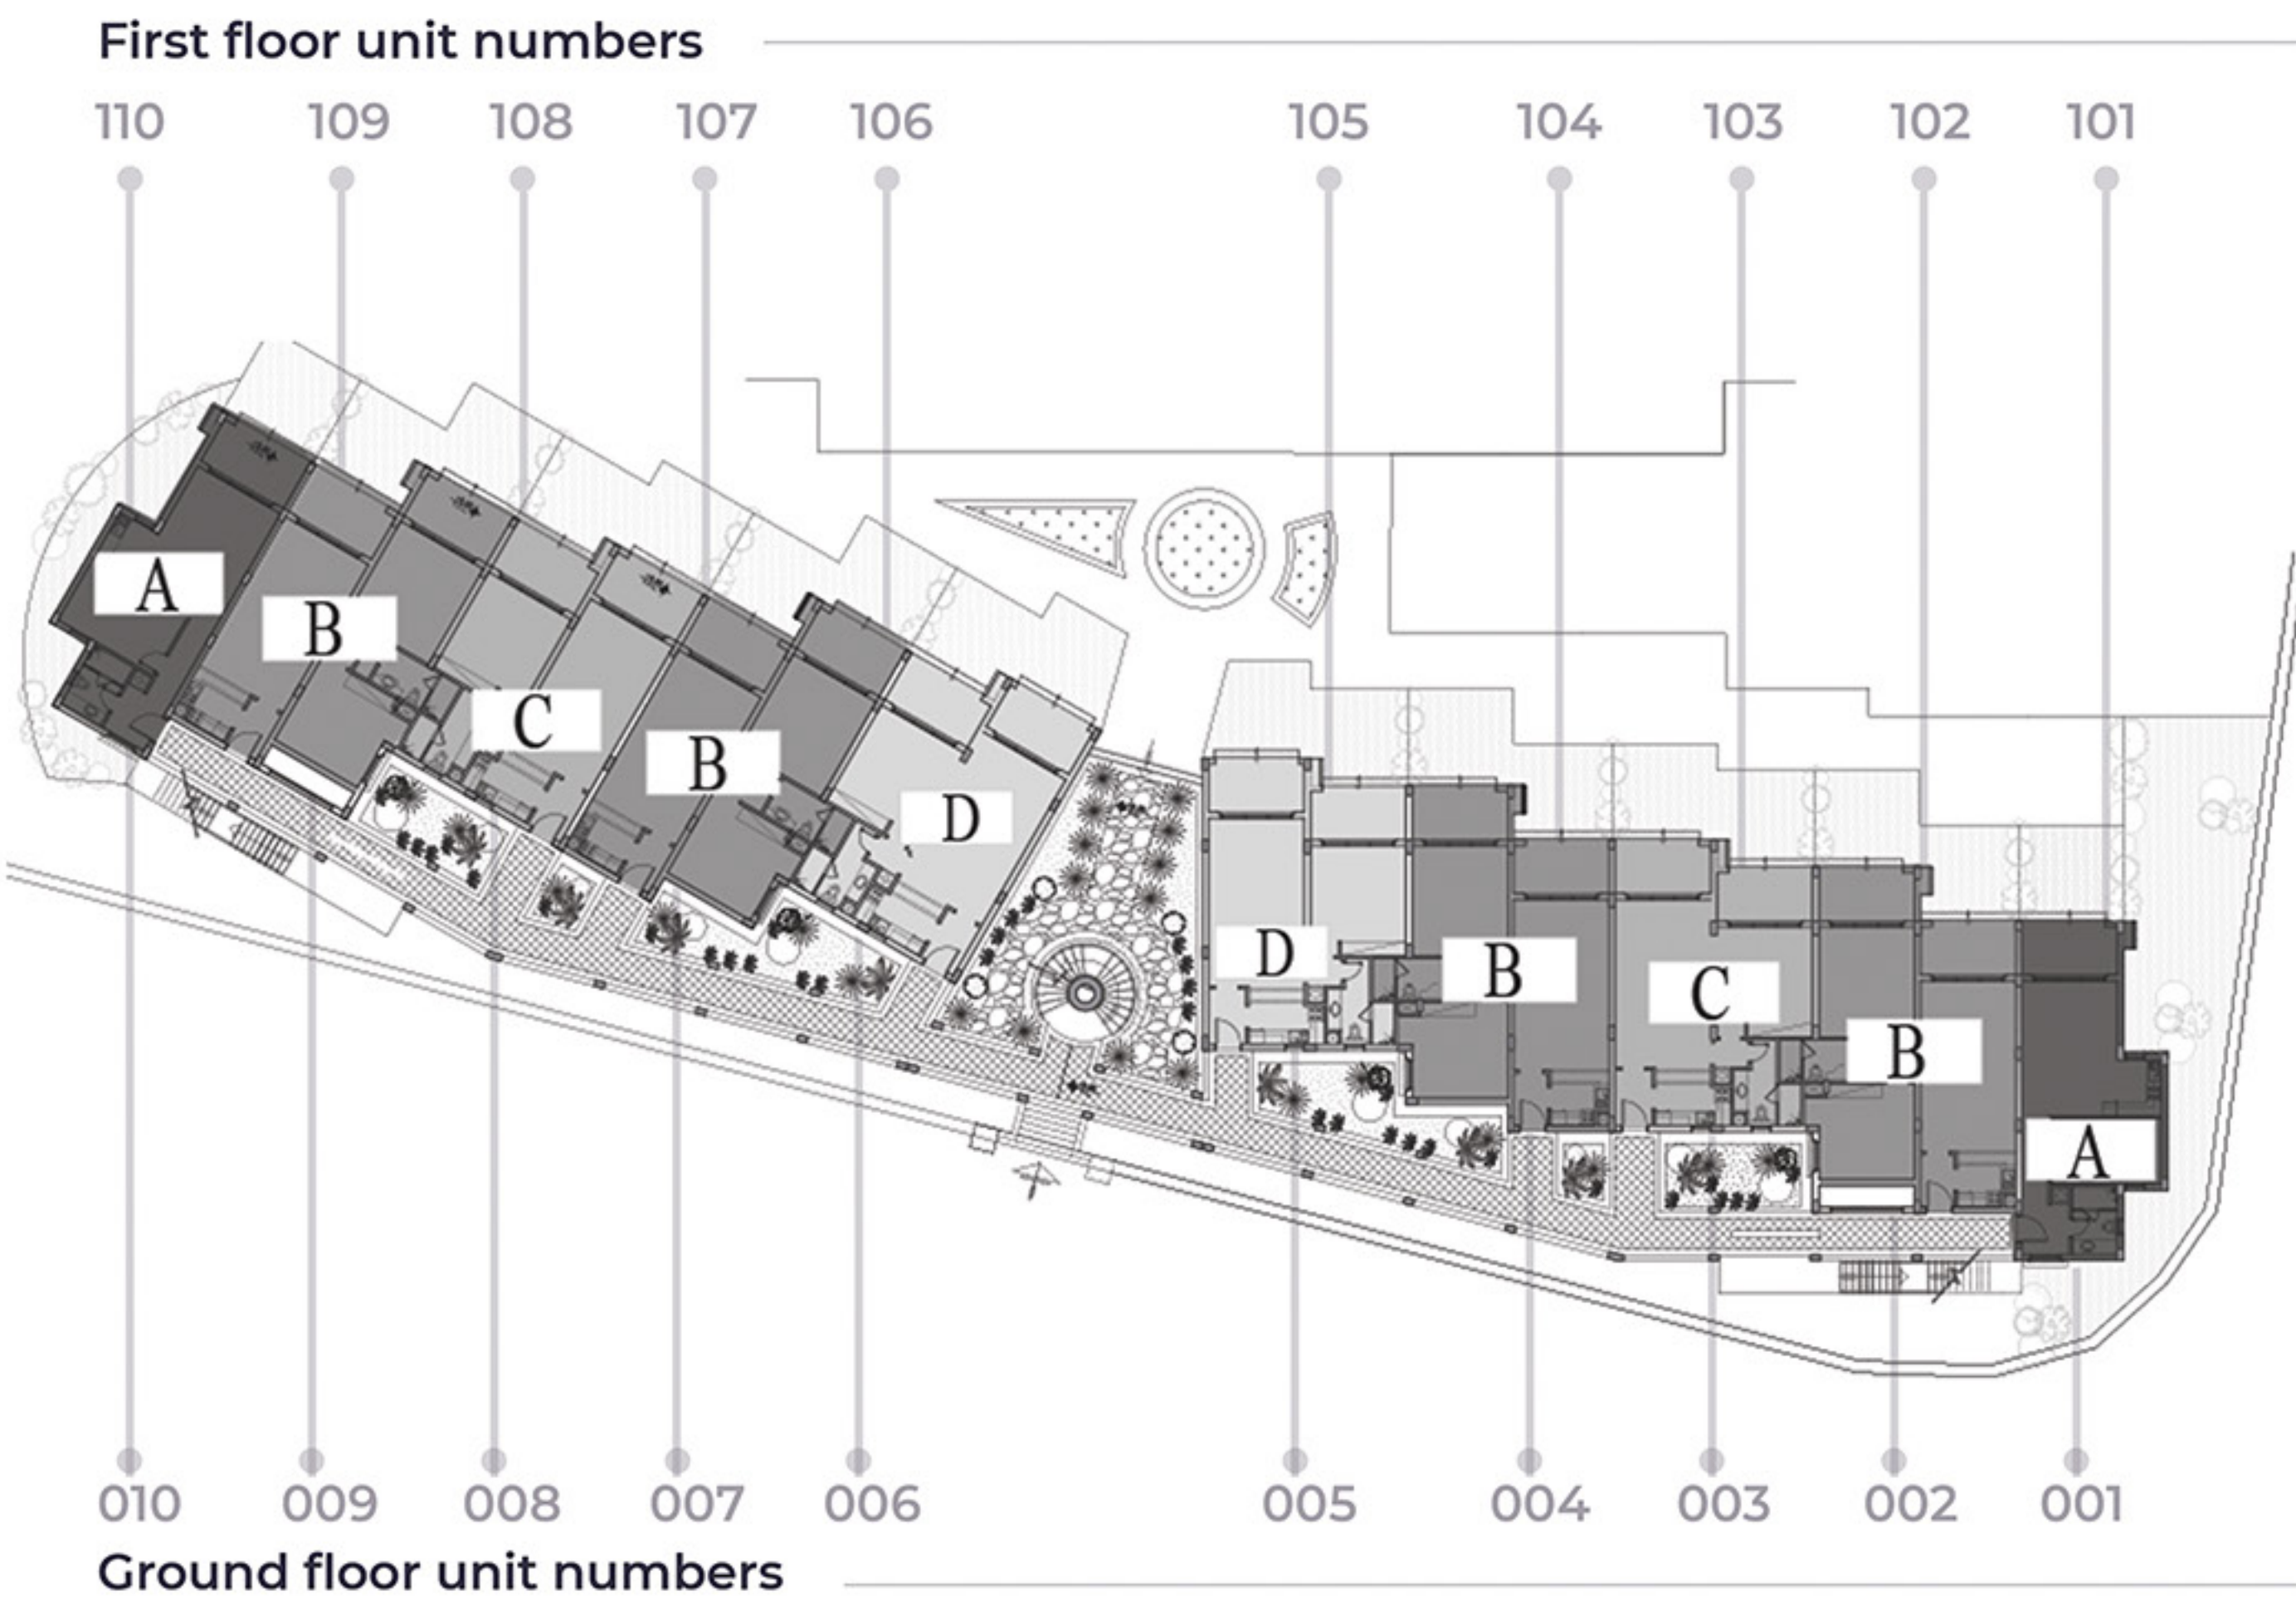 First floor unit numbers
110 109 108 107 106 105 104 103 102 101
A B C B D D B C B A
010 009 008 007 006 005 004 003 002 001
Ground floor unit numbers